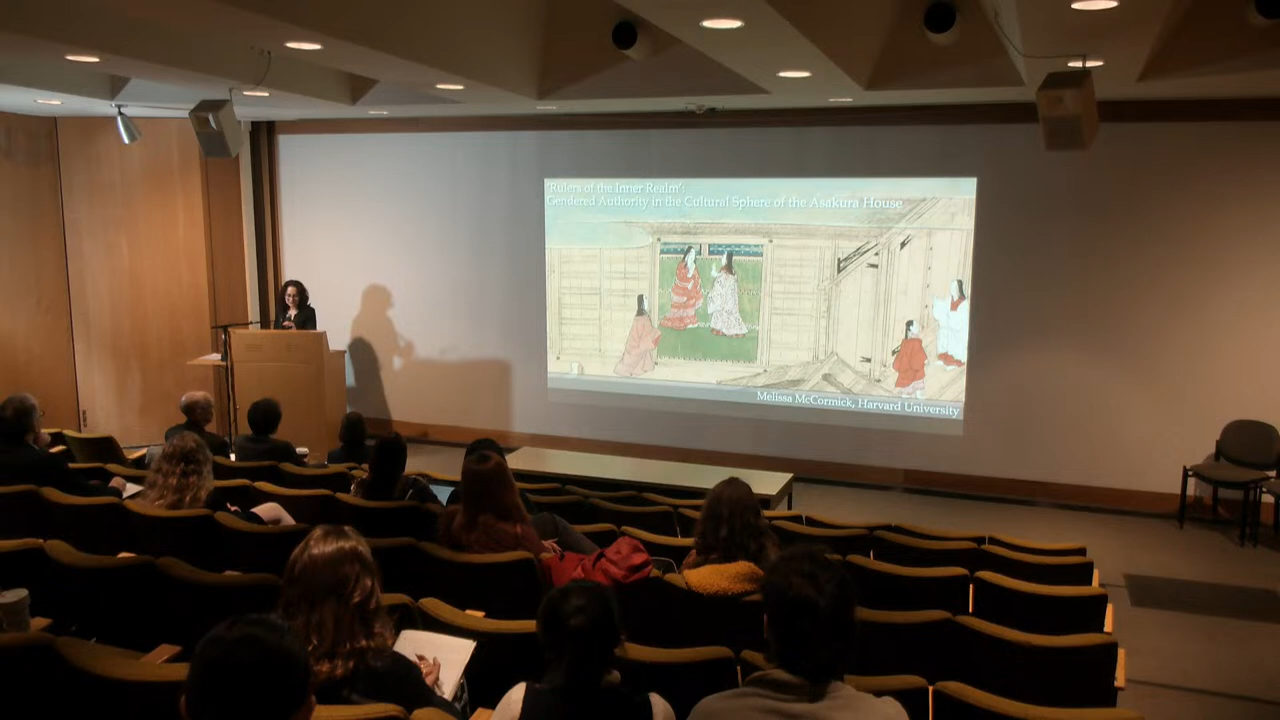 'Rulers of the Inner Realm':
Gendered Authority in the Cultural Sphere of the Asakura House
Melissa McCormick, Harvard University